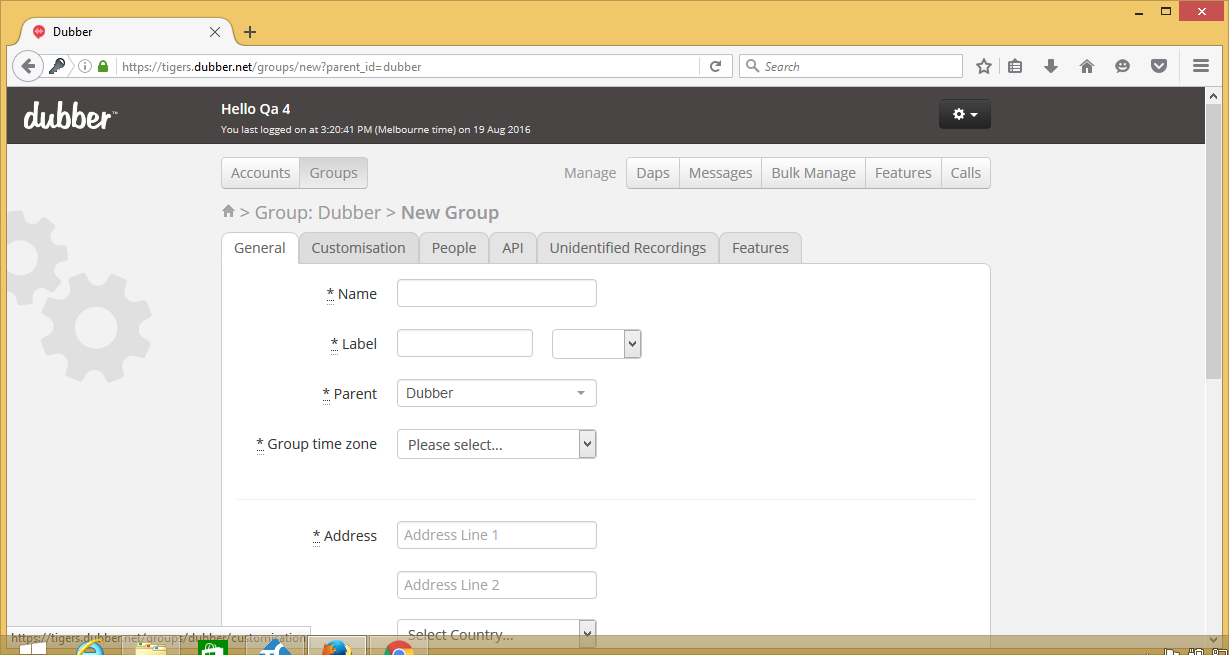 Dubber
https://tigers.dubber.net/groups/new?parent_id=dubber
Search
dubber™
Hello Qa 4
You last logged on at 3:20:41 PM (Melbourne time) on 19 Aug 2016
Accounts Groups Manage Daps Messages Bulk Manage Features Calls
> Group: Dubber > New Group
General Customisation People API Unidentified Recordings Features
* Name
* Label
* Parent Dubber
* Group time zone Please select...
* Address Address Line 1
Address Line 2
Select Country...
https://tigers.dubber.net/groups/dubber/customisation